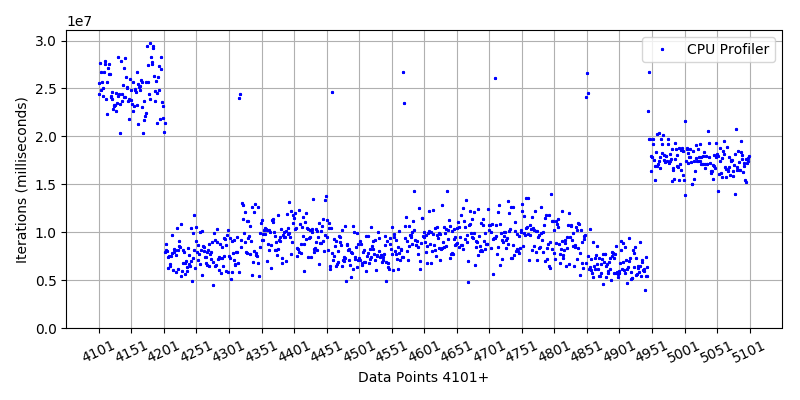 1e7
3.0
2.5
2.0
1.5
1.0
0.5
0.0
Iterations (milliseconds)
CPU Profiler
4101 4151 4201 4251 4301 4351 4401 4451 4501 4551 4601 4651 4701 4751 4801 4851 4901 4951 5001 5051 5101
Data Points 4101+